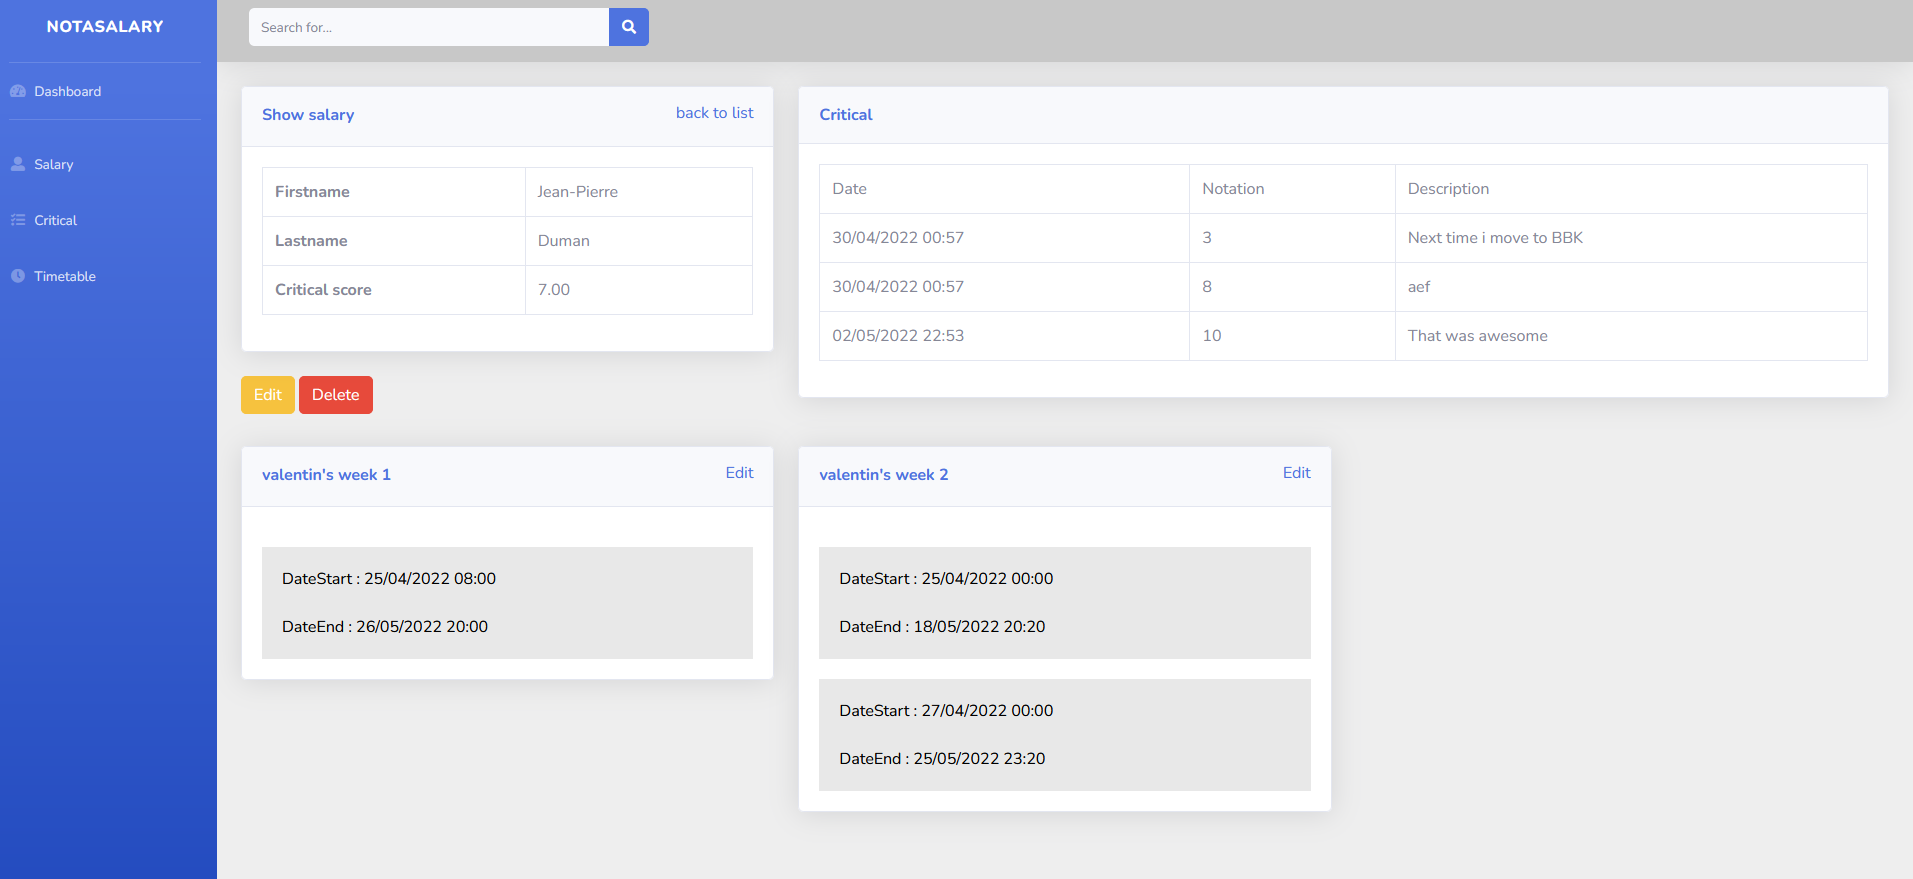 NOTASALARY
Search for...
Dashboard
Salary
Critical
Timetable
Show salary back to list
Firstname Jean-Pierre
Lastname Duman
Critical score 7.00
Edit Delete
Critical
Date Notation Description
30/04/2022 00:57 3 Next time i move to BBK
30/04/2022 00:57 8 aef
02/05/2022 22:53 10 That was awesome
valentin's week 1 Edit
DateStart : 25/04/2022 08:00
DateEnd : 26/05/2022 20:00
valentin's week 2 Edit
DateStart : 25/04/2022 00:00
DateEnd : 18/05/2022 20:20
DateStart : 27/04/2022 00:00
DateEnd : 25/05/2022 23:20